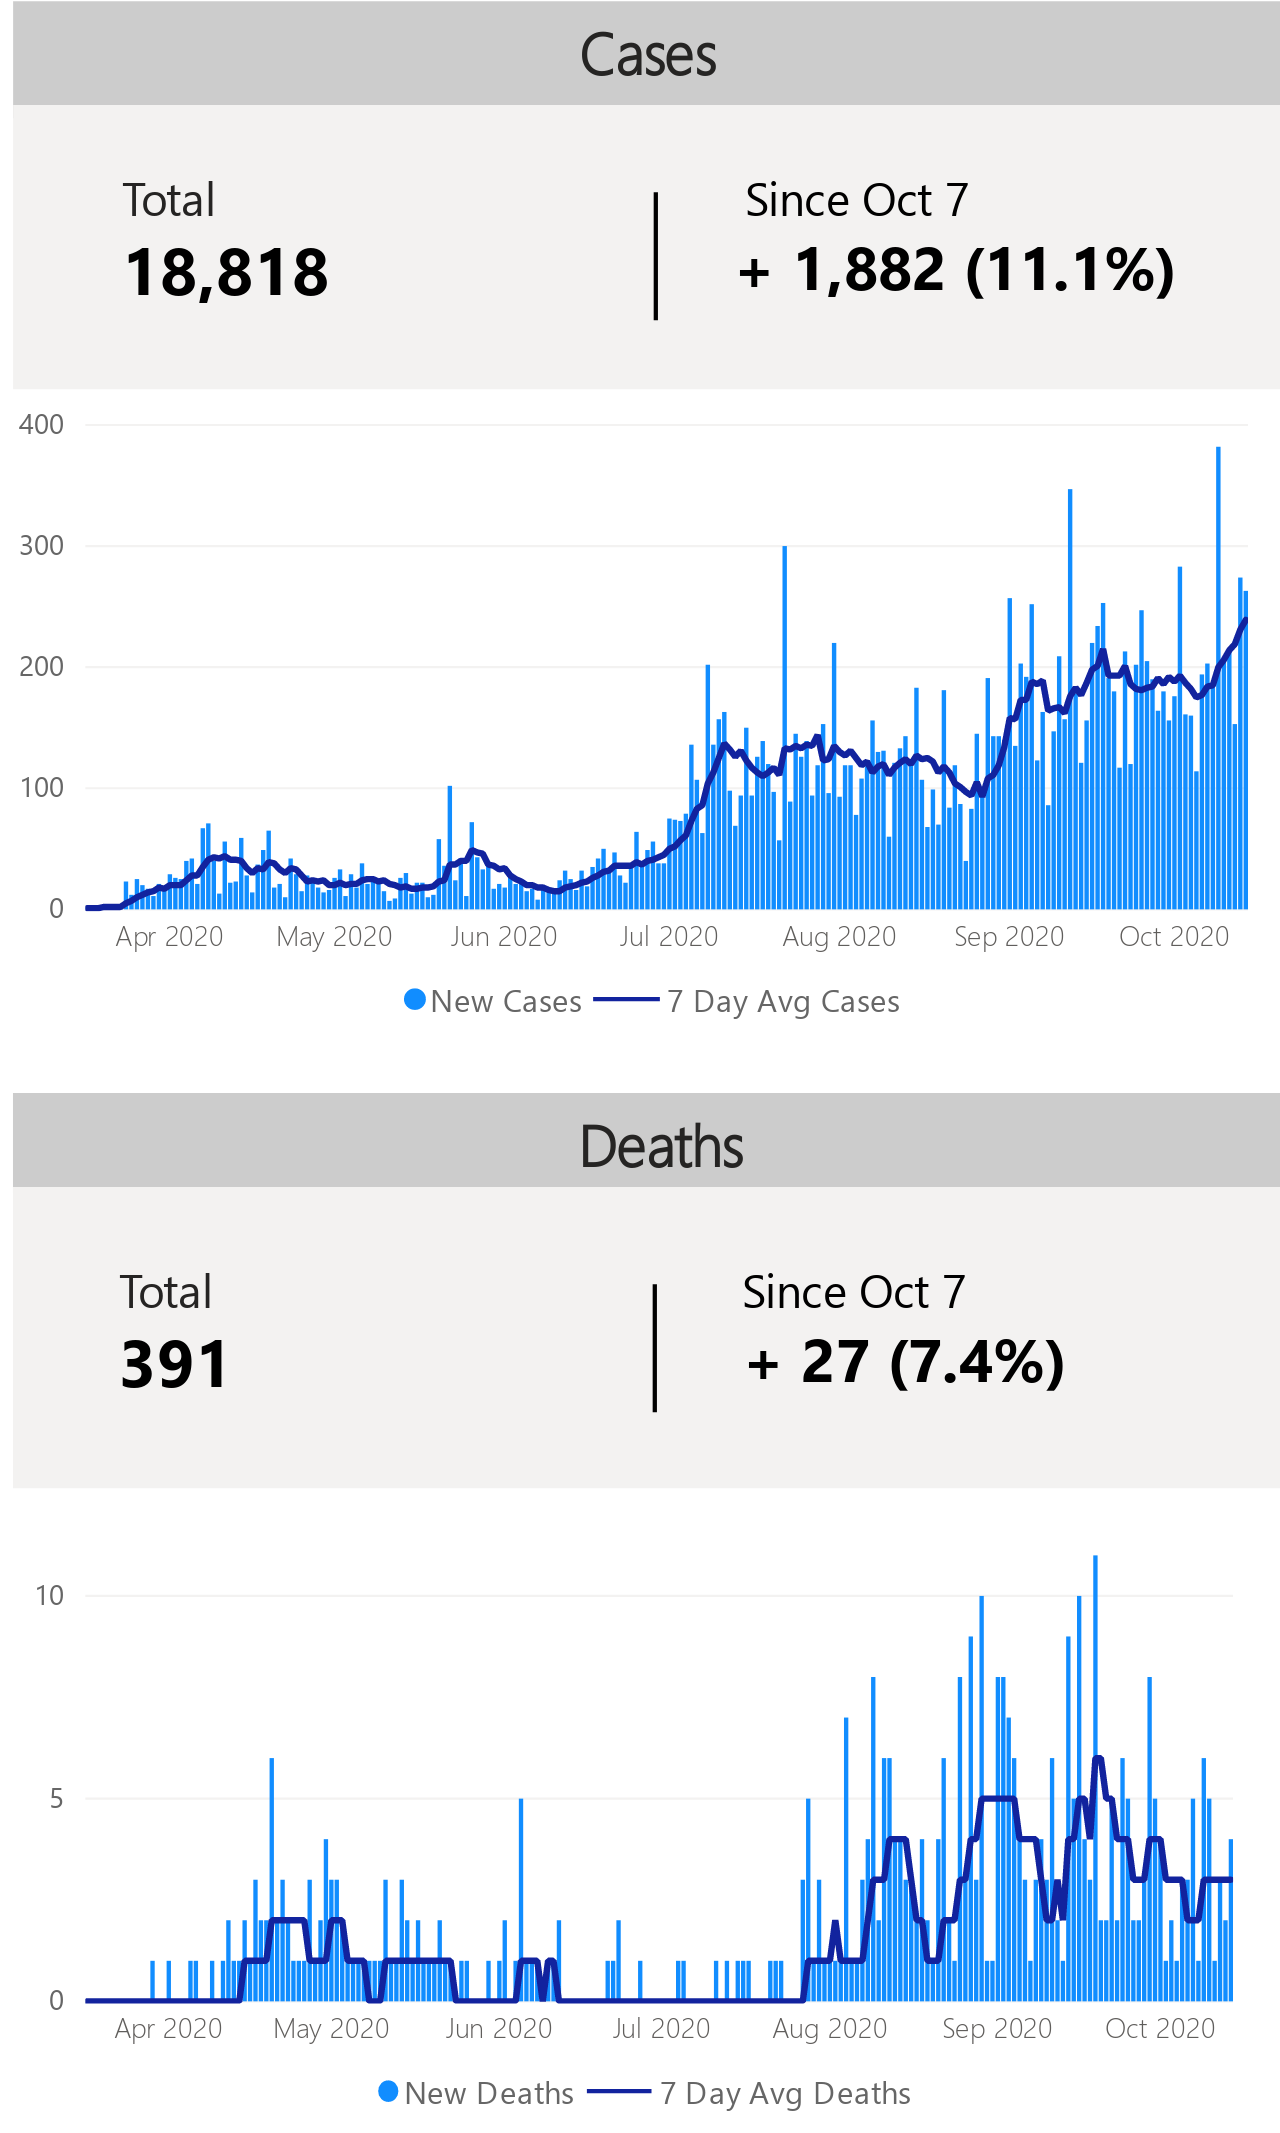 Cases
Total
Since Oct 7
18,818
+ 1,882 (11.1%)
400
300
200
100
0
Apr 2020
May 2020
Jun 2020
Jul 2020
Aug 2020
Sep 2020
Oct 2020
New Cases
7 Day Avg Cases
Deaths
Total
Since Oct 7
391
+ 27 (7.4%)
10
5
0
Apr 2020
May 2020
Jun 2020
Jul 2020
Aug 2020
Sep 2020
Oct 2020
New Deaths
7 Day Avg Deaths